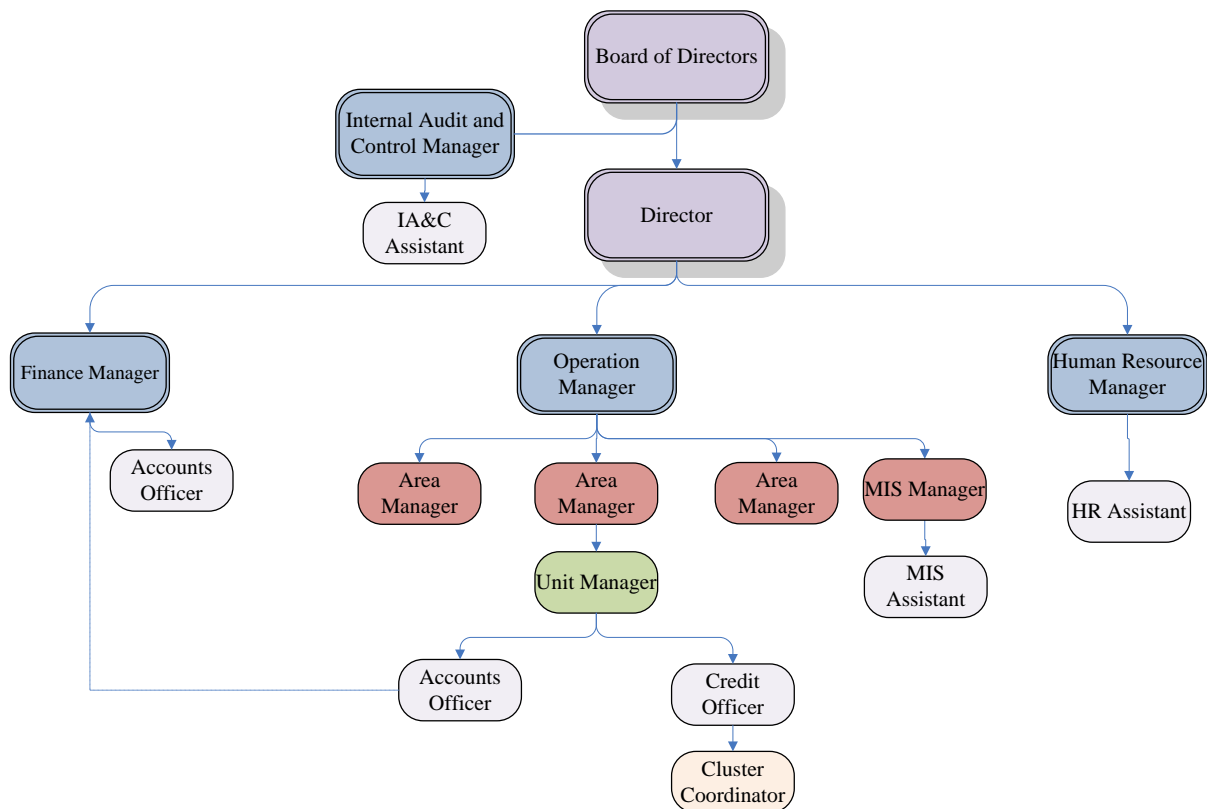 Board of Directors
Internal Audit and
Control Manager
IA&C
Assistant
Director
Finance Manager
Operation
Manager
Human Resource
Manager
Accounts
Officer
Area
Manager
Area
Manager
Area
Manager
MIS Manager
HR Assistant
Unit Manager
MIS
Assistant
Accounts
Officer
Credit
Officer
Cluster
Coordinator